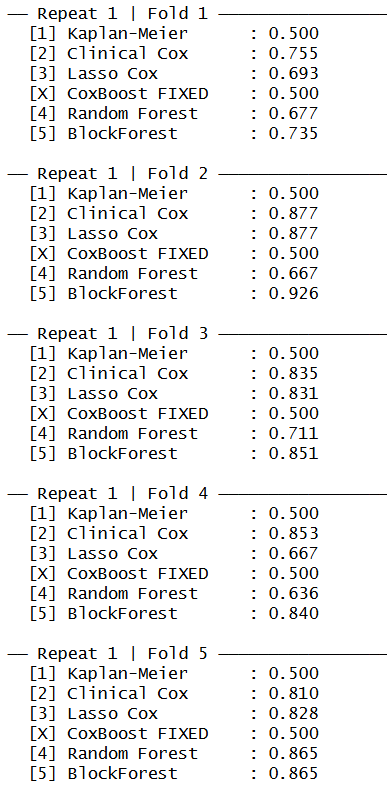 ── Repeat 1 | Fold 1 ─────────────────
[1] Kaplan-Meier : 0.500
[2] Clinical Cox : 0.755
[3] Lasso Cox : 0.693
[X] CoxBoost FIXED : 0.500
[4] Random Forest : 0.677
[5] BlockForest : 0.735
── Repeat 1 | Fold 2 ─────────────────
[1] Kaplan-Meier : 0.500
[2] Clinical Cox : 0.877
[3] Lasso Cox : 0.877
[X] CoxBoost FIXED : 0.500
[4] Random Forest : 0.667
[5] BlockForest : 0.926
── Repeat 1 | Fold 3 ─────────────────
[1] Kaplan-Meier : 0.500
[2] Clinical Cox : 0.835
[3] Lasso Cox : 0.831
[X] CoxBoost FIXED : 0.500
[4] Random Forest : 0.711
[5] BlockForest : 0.851
── Repeat 1 | Fold 4 ─────────────────
[1] Kaplan-Meier : 0.500
[2] Clinical Cox : 0.853
[3] Lasso Cox : 0.667
[X] CoxBoost FIXED : 0.500
[4] Random Forest : 0.636
[5] BlockForest : 0.840
── Repeat 1 | Fold 5 ─────────────────
[1] Kaplan-Meier : 0.500
[2] Clinical Cox : 0.810
[3] Lasso Cox : 0.828
[X] CoxBoost FIXED : 0.500
[4] Random Forest : 0.865
[5] BlockForest : 0.865